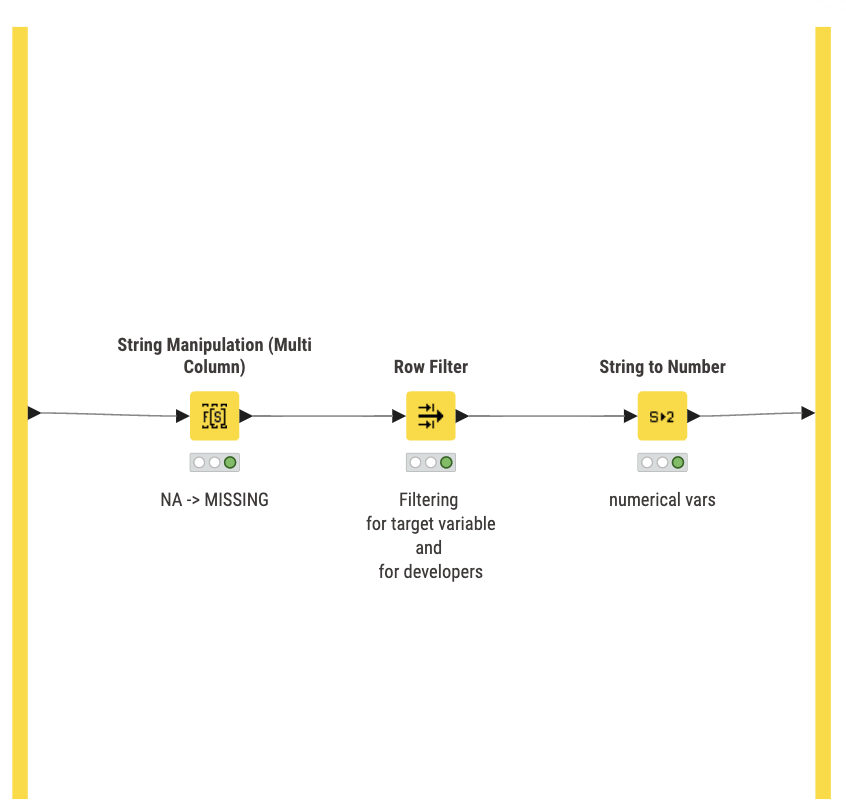 String Manipulation (Multi
Column)
Row Filter
String to Number
F[S]
S▸2
NA -> MISSING
Filtering
for target variable
and
for developers
numerical vars